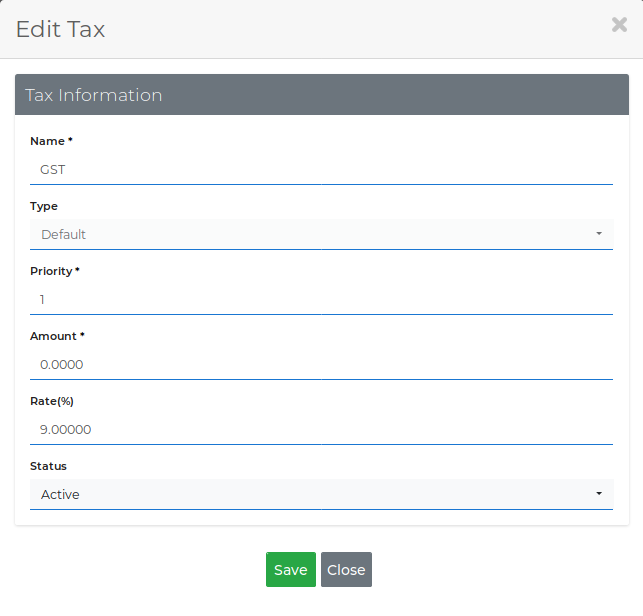 Edit Tax
Tax Information
Name *
GST
Type
Default
Priority *
1
Amount *
0.0000
Rate(%)
9.00000
Status
Active
Save Close